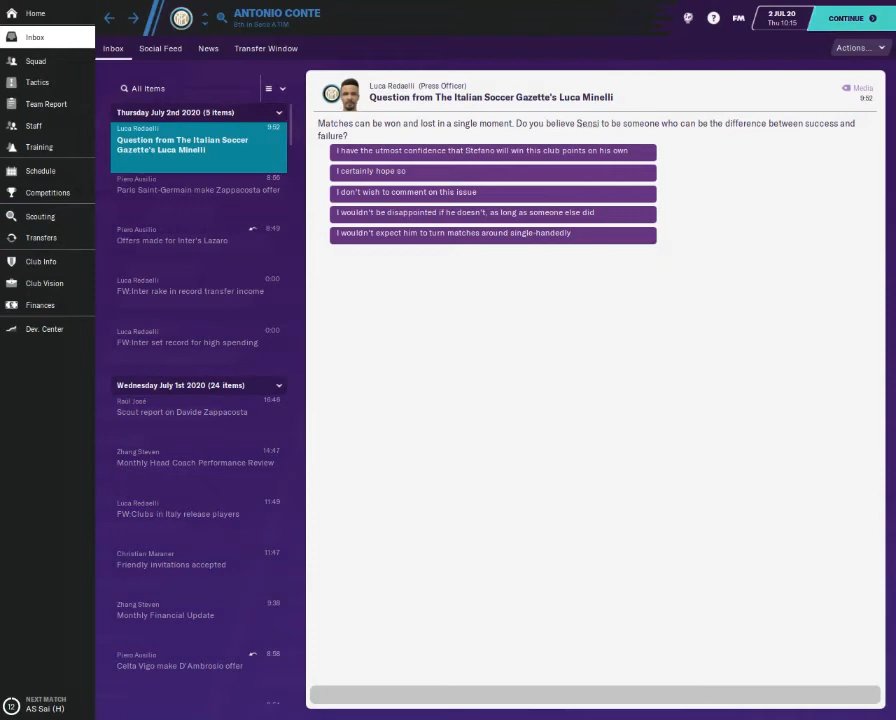 Home
Inbox
Squad
Tactics
Team Report
Staff
Training
Schedule
Competitions
Scouting
Transfers
Club Info
Club Vision
Finances
Dev. Center
12
NEXT MATCH
AS Sai (H)
ANTONIO CONTE
8th in Serie A TIM
FM
2 JUL 20
Thu 10:15
CONTINUE
Inbox
Social Feed
News
Transfer Window
Actions...
All Items
Thursday July 2nd 2020 (5 items)
Luca Redaelli 9:52
Question from The Italian Soccer
Gazette's Luca Minelli
Piero Ausilio 8:56
Paris Saint-Germain make Zappacosta offer
Piero Ausilio 8:49
Offers made for Inter's Lazaro
Luca Redaelli 0:00
FW:Inter rake in record transfer income
Luca Redaelli 0:00
FW:Inter set record for high spending
Wednesday July 1st 2020 (24 items)
Raúl José 16:46
Scout report on Davide Zappacosta
Zhang Steven 14:47
Monthly Head Coach Performance Review
Luca Redaelli 11:49
FW:Clubs in Italy release players
Christian Maraner 11:47
Friendly invitations accepted
Zhang Steven 9:38
Monthly Financial Update
Piero Ausilio 8:58
Celta Vigo make D'Ambrosio offer
Luca Redaelli (Press Officer)
Question from The Italian Soccer Gazette's Luca Minelli
Media
9:52
Matches can be won and lost in a single moment. Do you believe Sensi to be someone who can be the difference between success and
failure?
I have the utmost confidence that Stefano will win this club points on his own
I certainly hope so
I don't wish to comment on this issue
I wouldn't be disappointed if he doesn't, as long as someone else did
I wouldn't expect him to turn matches around single-handedly